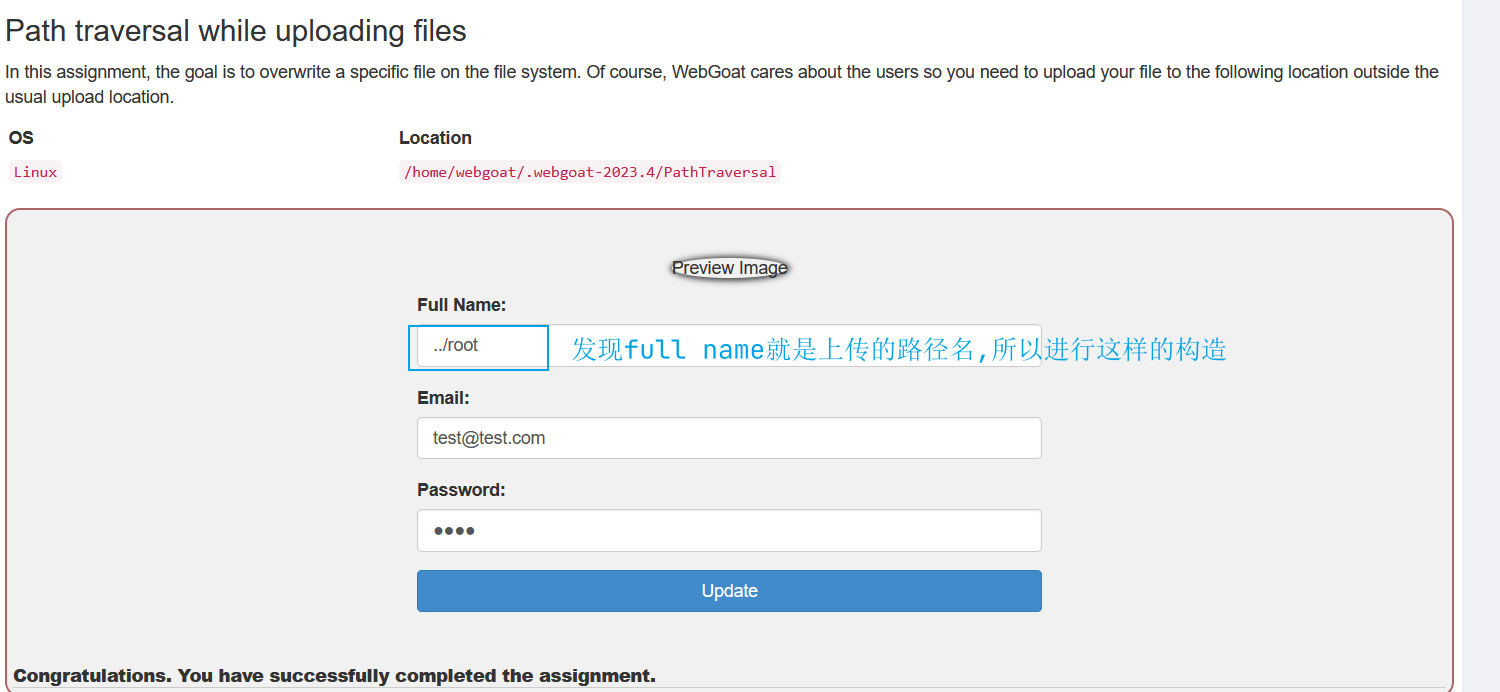 Path traversal while uploading files
In this assignment, the goal is to overwrite a specific file on the file system. Of course, WebGoat cares about the users so you need to upload your file to the following location outside the
usual upload location.
OS Location
Linux /home/webgoat/.webgoat-2023.4/PathTraversal
Preview Image
Full Name:
../root 发现full name就是上传的路径名,所以进行这样的构造
Email:
test@test.com
Password:
••••
Update
Congratulations. You have successfully completed the assignment.